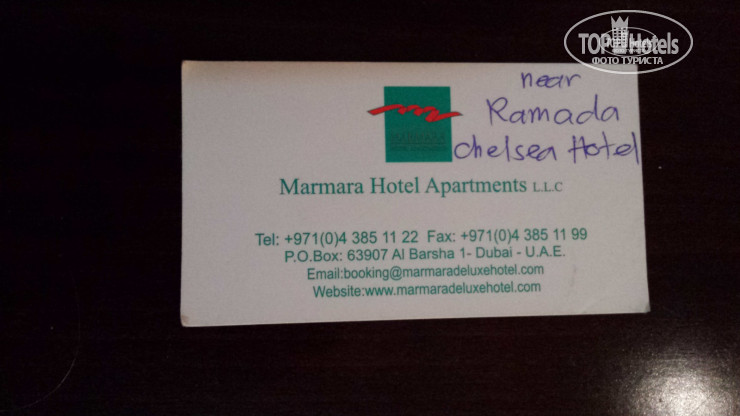 TOP Hotels
ФОТО ТУРИСТА
near
Ramada
chelsea Hotel
MARMARA
Marmara Hotel Apartments L.L.C
Tel: +971(0)4 385 11 22 Fax: +971(0)4 385 11 99
P.O.Box: 63907 Al Barsha 1- Dubai - U.A.E.
Email:booking@marmaradeluxehotel.com
Website:www.marmaradeluxehotel.com